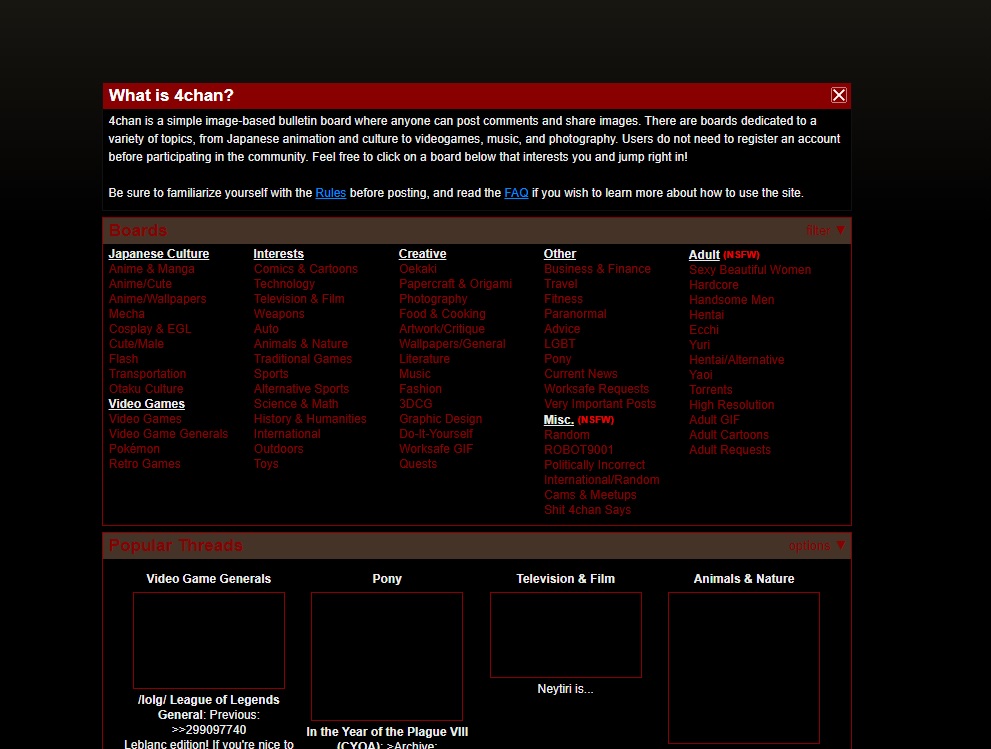 What is 4chan?
4chan is a simple image-based bulletin board where anyone can post comments and share images. There are boards dedicated to a
variety of topics, from Japanese animation and culture to videogames, music, and photography. Users do not need to register an account
before participating in the community. Feel free to click on a board below that interests you and jump right in!
Be sure to familiarize yourself with the Rules before posting, and read the FAQ if you wish to learn more about how to use the site.
Boards
filter ▼
Japanese Culture
Anime & Manga
Anime/Cute
Anime/Wallpapers
Mecha
Cosplay & EGL
Cute/Male
Flash
Transportation
Otaku Culture
Video Games
Video Games
Video Game Generals
Pokémon
Retro Games
Interests
Comics & Cartoons
Technology
Television & Film
Weapons
Auto
Animals & Nature
Traditional Games
Sports
Alternative Sports
Science & Math
History & Humanities
International
Outdoors
Toys
Creative
Oekaki
Papercraft & Origami
Photography
Food & Cooking
Artwork/Critique
Wallpapers/General
Literature
Music
Fashion
3DCG
Graphic Design
Do-It-Yourself
Worksafe GIF
Quests
Other
Business & Finance
Travel
Fitness
Paranormal
Advice
LGBT
Pony
Current News
Worksafe Requests
Very Important Posts
Misc. (NSFW)
Random
ROBOT9001
Politically Incorrect
International/Random
Cams & Meetups
Shit 4chan Says
Adult (NSFW)
Sexy Beautiful Women
Hardcore
Handsome Men
Hentai
Ecchi
Yuri
Hentai/Alternative
Yaoi
Torrents
High Resolution
Adult GIF
Adult Cartoons
Adult Requests
Popular Threads
options ▼
Video Game Generals
/lolg/ League of Legends
General: Previous:
>>299097740
Leblanc edition! If you're nice to
Pony
In the Year of the Plague VIII
(CYOA): >Archive:
Television & Film
Neytiri is...
Animals & Nature